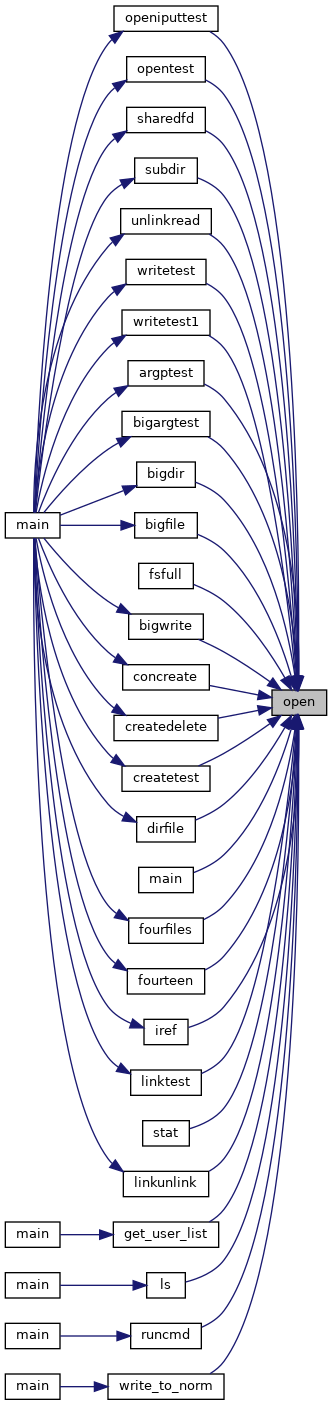 openiputtest
opentest
sharedfd
subdir
unlinkread
writetest
writetest1
argptest
bigargtest
bigdir
main
bigfile
fsfull
bigwrite
concreate
open
createdelete
createtest
dirfile
main
fourfiles
fourteen
iref
linktest
stat
linkunlink
main
get_user_list
main
ls
main
runcmd
main
write_to_norm